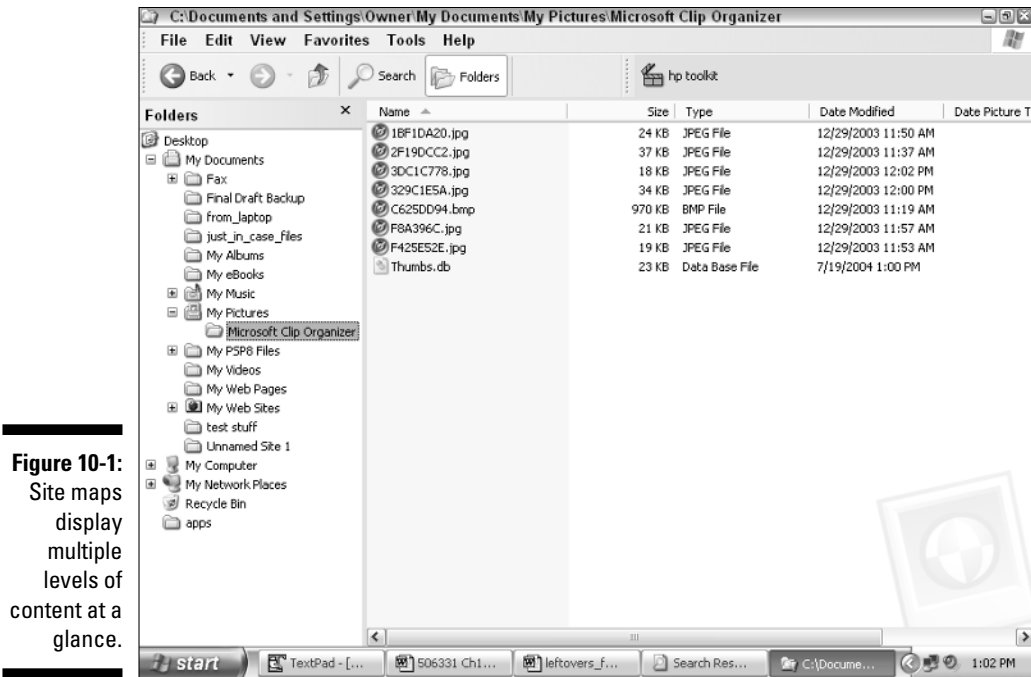 C:\Documents and Settings\Owner\My Documents\My Pictures\Microsoft Clip Organizer
File Edit View Favorites Tools Help
Back Search Folders hp toolkit
Folders
Desktop
My Documents
Fax
Final Draft Backup
from_laptop
just_in_case_files
My Albums
My eBooks
My Music
My Pictures
Microsoft Clip Organizer
My PSP8 Files
My Videos
My Web Pages
My Web Sites
test stuff
Unnamed Site 1
My Computer
My Network Places
Recycle Bin
apps
Name Size Type Date Modified Date Picture T
1BF1DA20.jpg 24 KB JPEG File 12/29/2003 11:50 AM
2F19DCC2.jpg 37 KB JPEG File 12/29/2003 11:37 AM
3DC1C778.jpg 18 KB JPEG File 12/29/2003 12:02 PM
329C1E5A.jpg 34 KB JPEG File 12/29/2003 12:00 PM
C625DD94.bmp 970 KB BMP File 12/29/2003 11:19 AM
F8A396C.jpg 21 KB JPEG File 12/29/2003 11:57 AM
F425E52E.jpg 19 KB JPEG File 12/29/2003 11:53 AM
Thumbs.db 23 KB Data Base File 7/19/2004 1:00 PM
start TextPad - [... 506331 Ch1... leftovers_f... Search Res... C:\Docume... 1:02 PM
Figure 10-1:
Site maps
display
multiple
levels of
content at a
glance.